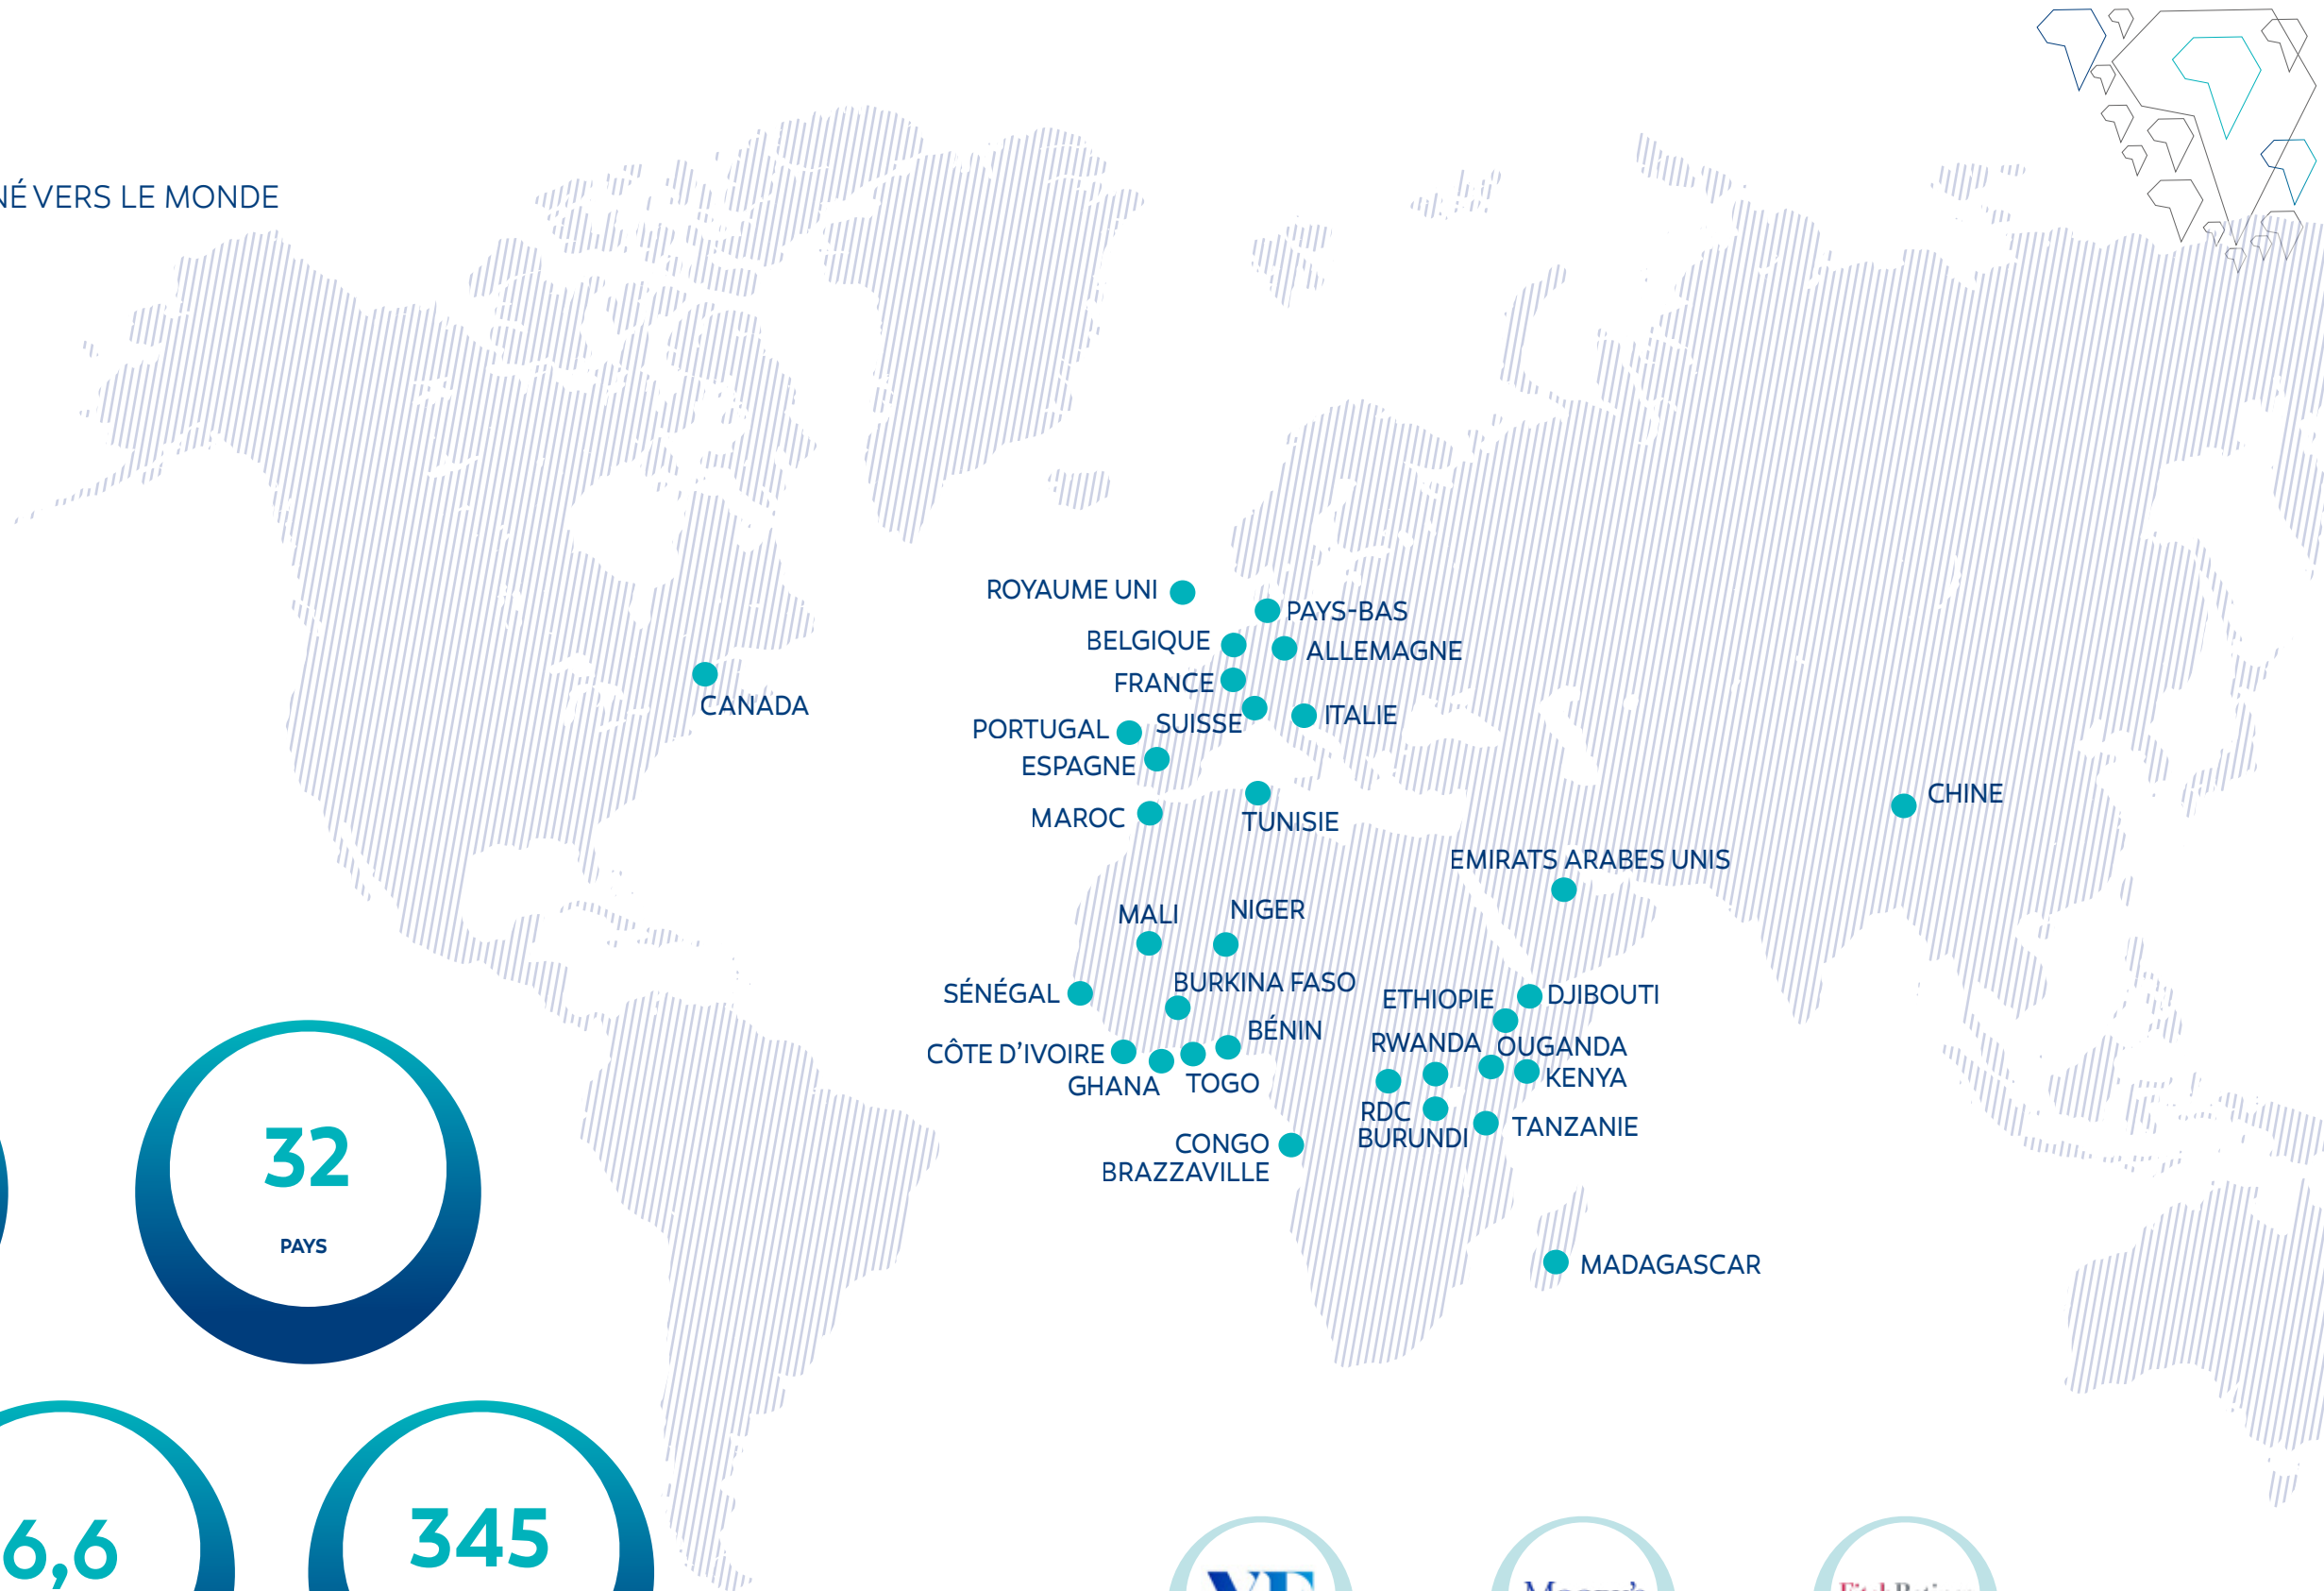 VERS LE MONDE
ROYAUME UNI
PAYS-BAS
BELGIQUE
ALLEMAGNE
FRANCE
CANADA
SUISSE
ITALIE
PORTUGAL
ESPAGNE
MAROC
TUNISIE
CHINE
EMIRATS ARABES UNIS
MALI
NIGER
SÉNÉGAL
BURKINA FASO
ETHIOPIE
DJIBOUTI
BÉNIN
RWANDA
OUGANDA
CÔTE D’IVOIRE
GHANA
TOGO
KENYA
RDC
BURUNDI
TANZANIE
CONGO
BRAZZAVILLE
MADAGASCAR
32
PAYS
6,6
345